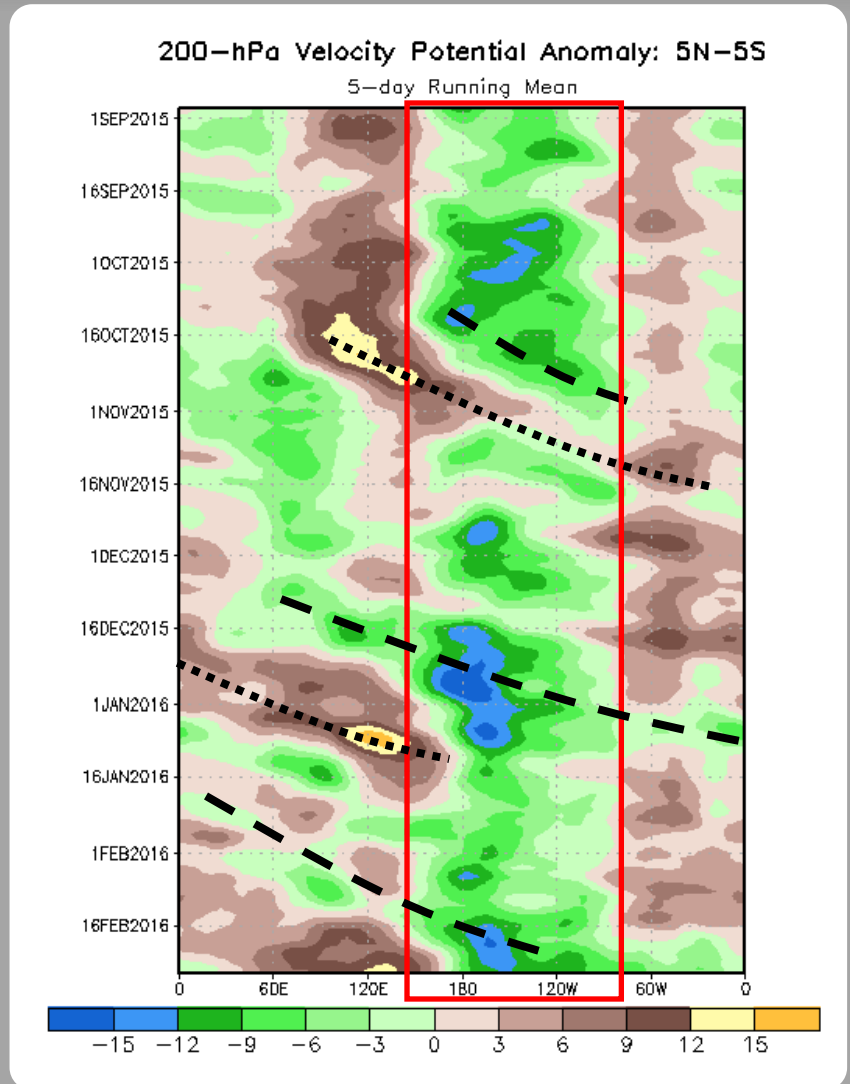 200-hPa Velocity Potential Anomaly: 5N-5S
5-day Running Mean
1SEP2015
16SEP2015
1OCT2015
16OCT2015
1NOV2015
16NOV2015
1DEC2015
16DEC2015
1JAN2016
16JAN2016
1FEB2016
16FEB2016
0 60E 120E 180 120W 60W 0
-15 -12 -9 -6 -3 0 3 6 9 12 15